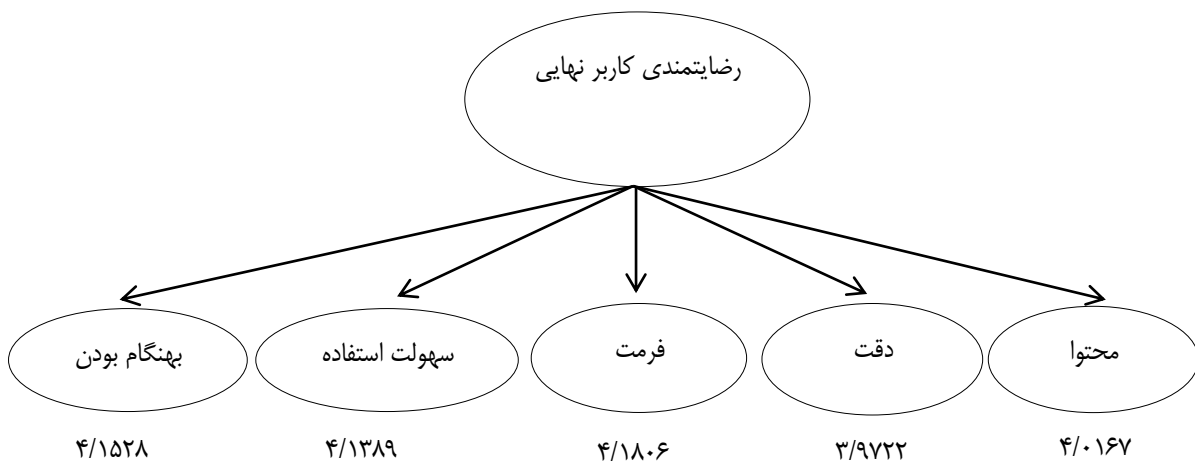 رضایتمندی کاربر نهایی
محتوا
دقت
فرمت
سهولت استفاده
بهنگام بودن
۴/۰۱۶۷
۳/۹۷۲۲
۴/۱۸۰۶
۴/۱۳۸۹
۴/۱۵۲۸